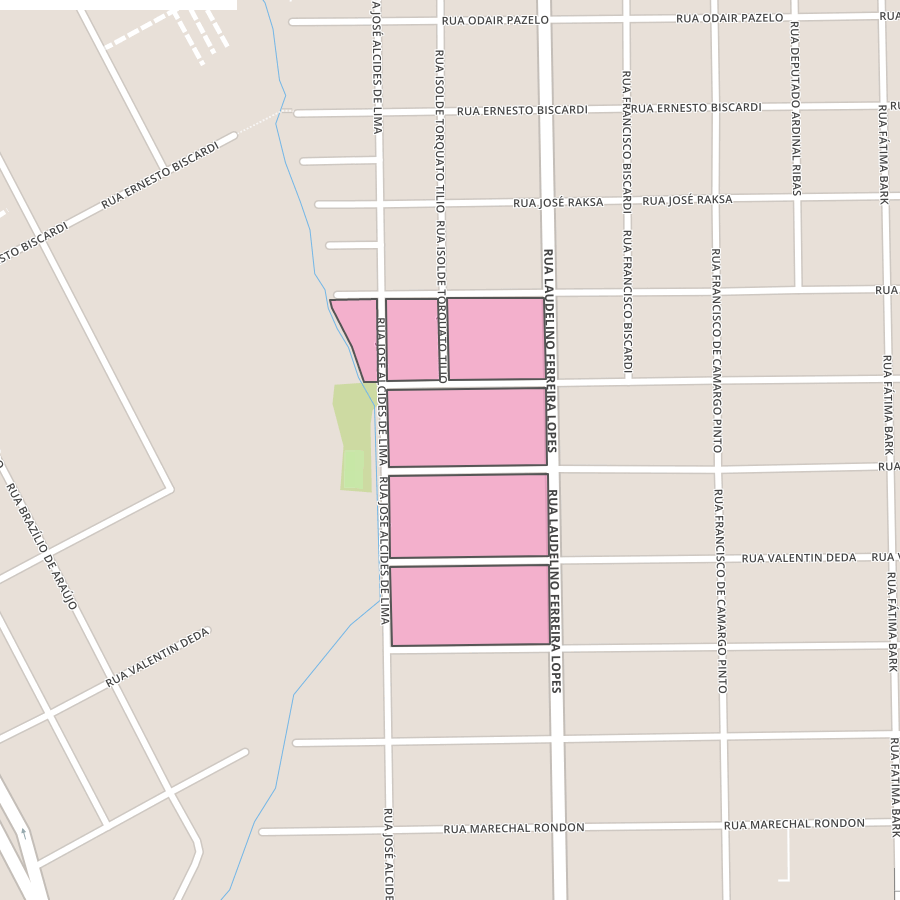 RUA ODAIR PAZELO
RUA ODAIR PAZELO
RUA
A JOSÉ ALCIDES DE LIMA
RUA ISOLDE TORQUATO TILIO
RUA FRANCISCO BISCARDI
RUA DEPUTADO ARDINAL RIBAS
RUA ERNESTO BISCARDI
RUA ERNESTO BISCARDI
RU
RUA FÁTIMA BARK
RUA ERNESTO BISCARDI
RUA JOSÉ RAKSA
RUA JOSÉ RAKSA
STO BISCARDI
RUA ISOLDE TORQUATO TILIO
RUA FRANCISCO BISCARDI
RUA LAUDELINO FERREIRA LOPES
RUA FRANCISCO DE CAMARGO PINTO
RUA
RUA JOSÉ ALCIDES DE LIMA
RUA FÁTIMA BARK
RUA
RUA JOSÉ ALCIDES DE LIMA
RUA BRAZÍLIO DE ARAÚJO
RUA LAUDELINO FERREIRA LOPES
RUA FRANCISCO DE CAMARGO PINTO
RUA VALENTIN DEDA
RUA V
RUA FÁTIMA BARK
RUA VALENTIN DEDA
RUA FÁTIMA BARK
RUA JOSÉ ALCIDE
RUA MARECHAL RONDON
RUA MARECHAL RONDON